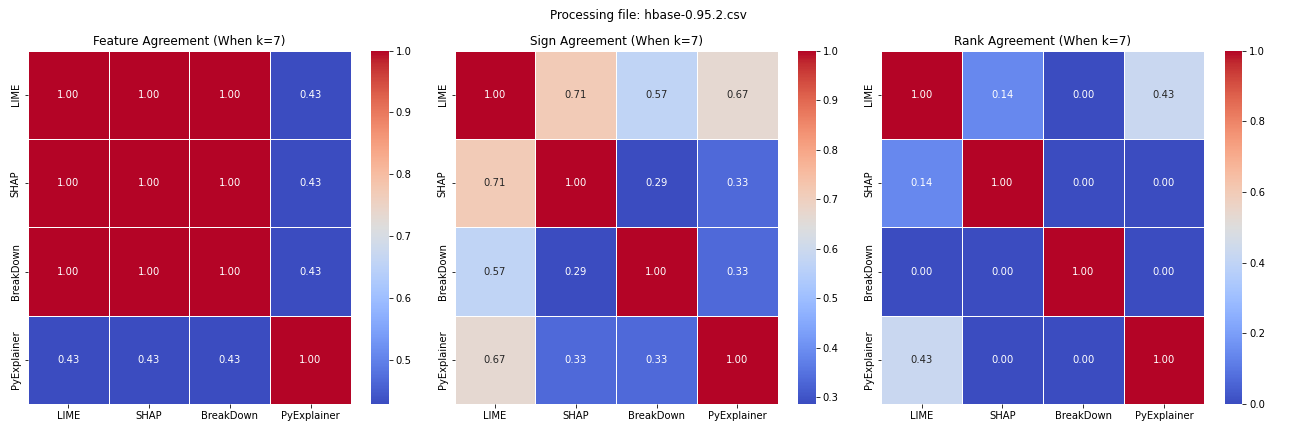 Processing file: hbase-0.95.2.csv
Feature Agreement (When k=7)
LIME
SHAP
BreakDown
PyExplainer
1.00 1.00 1.00 0.43
1.00 1.00 1.00 0.43
1.00 1.00 1.00 0.43
0.43 0.43 0.43 1.00
LIME SHAP BreakDown PyExplainer
1.0
0.9
0.8
0.7
0.6
0.5
Sign Agreement (When k=7)
LIME
SHAP
BreakDown
PyExplainer
1.00 0.71 0.57 0.67
0.71 1.00 0.29 0.33
0.57 0.29 1.00 0.33
0.67 0.33 0.33 1.00
LIME SHAP BreakDown PyExplainer
1.0
0.9
0.8
0.7
0.6
0.5
0.4
0.3
Rank Agreement (When k=7)
LIME
SHAP
BreakDown
PyExplainer
1.00 0.14 0.00 0.43
0.14 1.00 0.00 0.00
0.00 0.00 1.00 0.00
0.43 0.00 0.00 1.00
LIME SHAP BreakDown PyExplainer
1.0
0.8
0.6
0.4
0.2
0.0